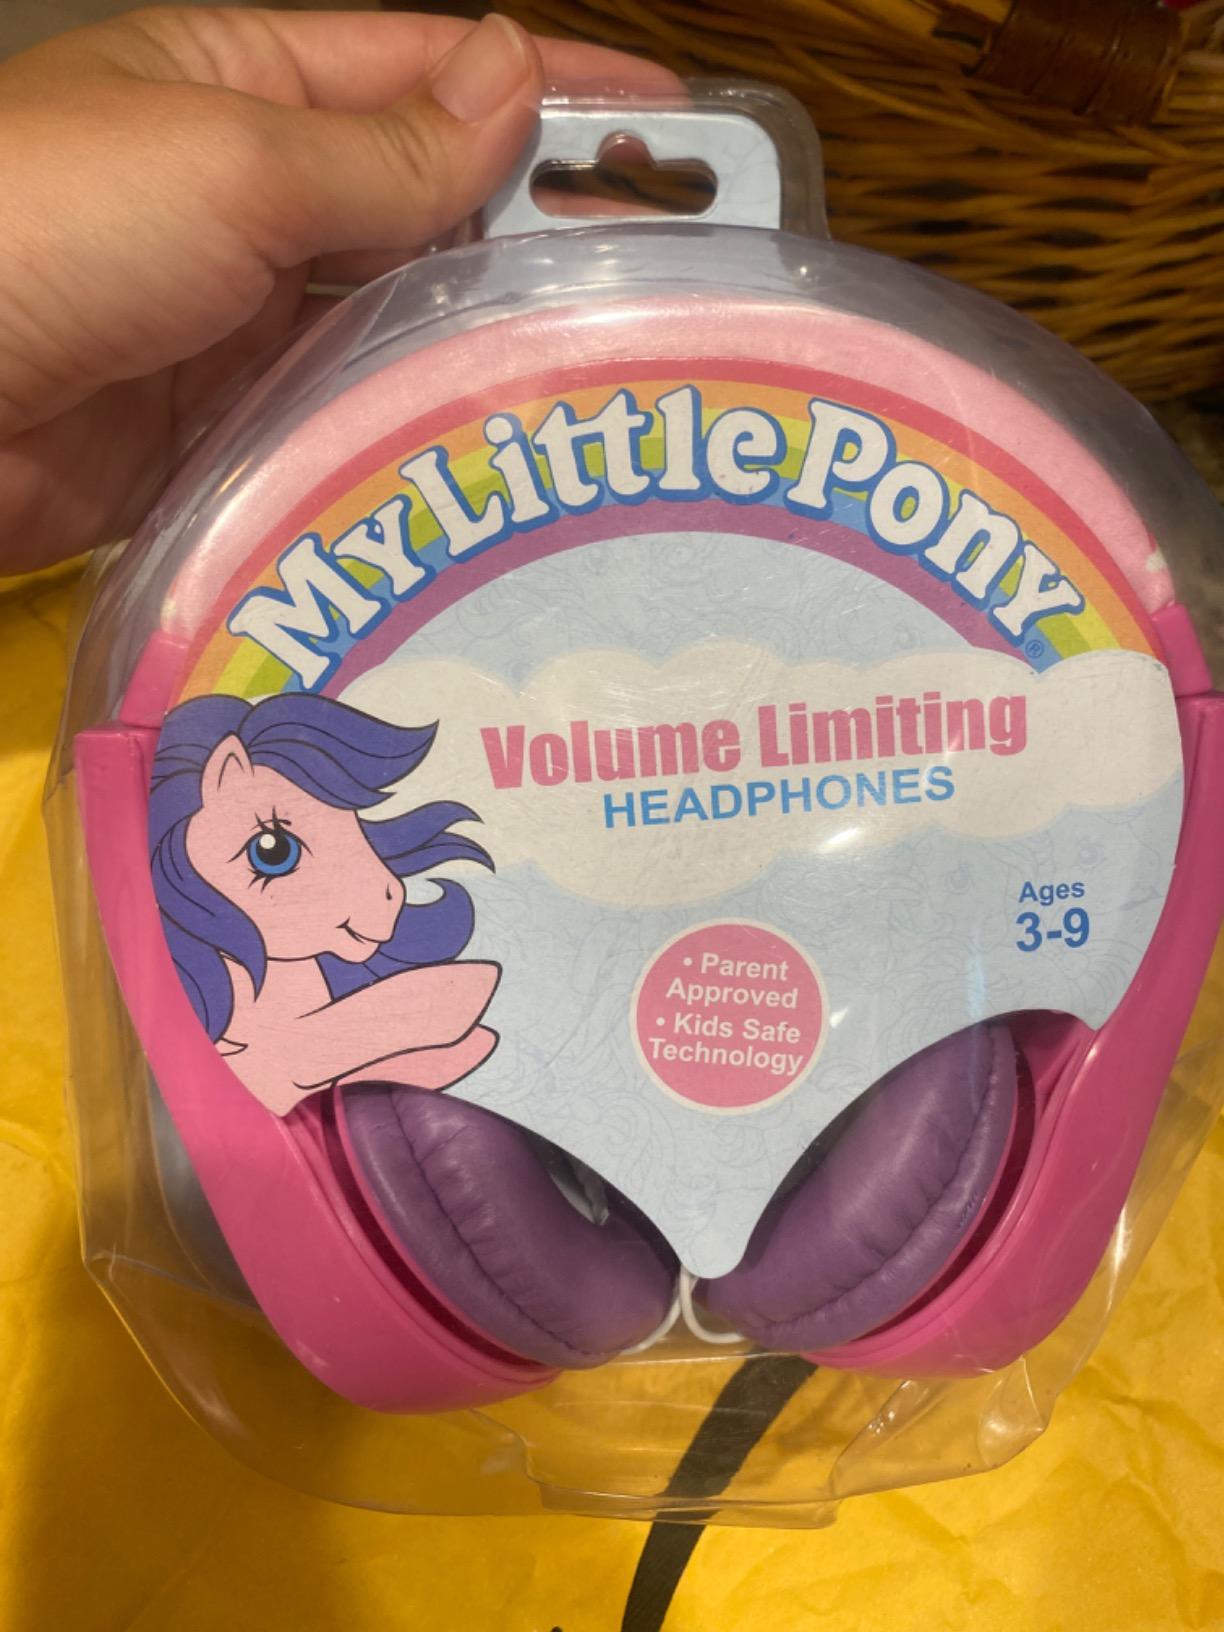 My Little Pony®
Volume Limiting
HEADPHONES
Ages
3-9
• Parent
Approved
• Kids Safe
Technology